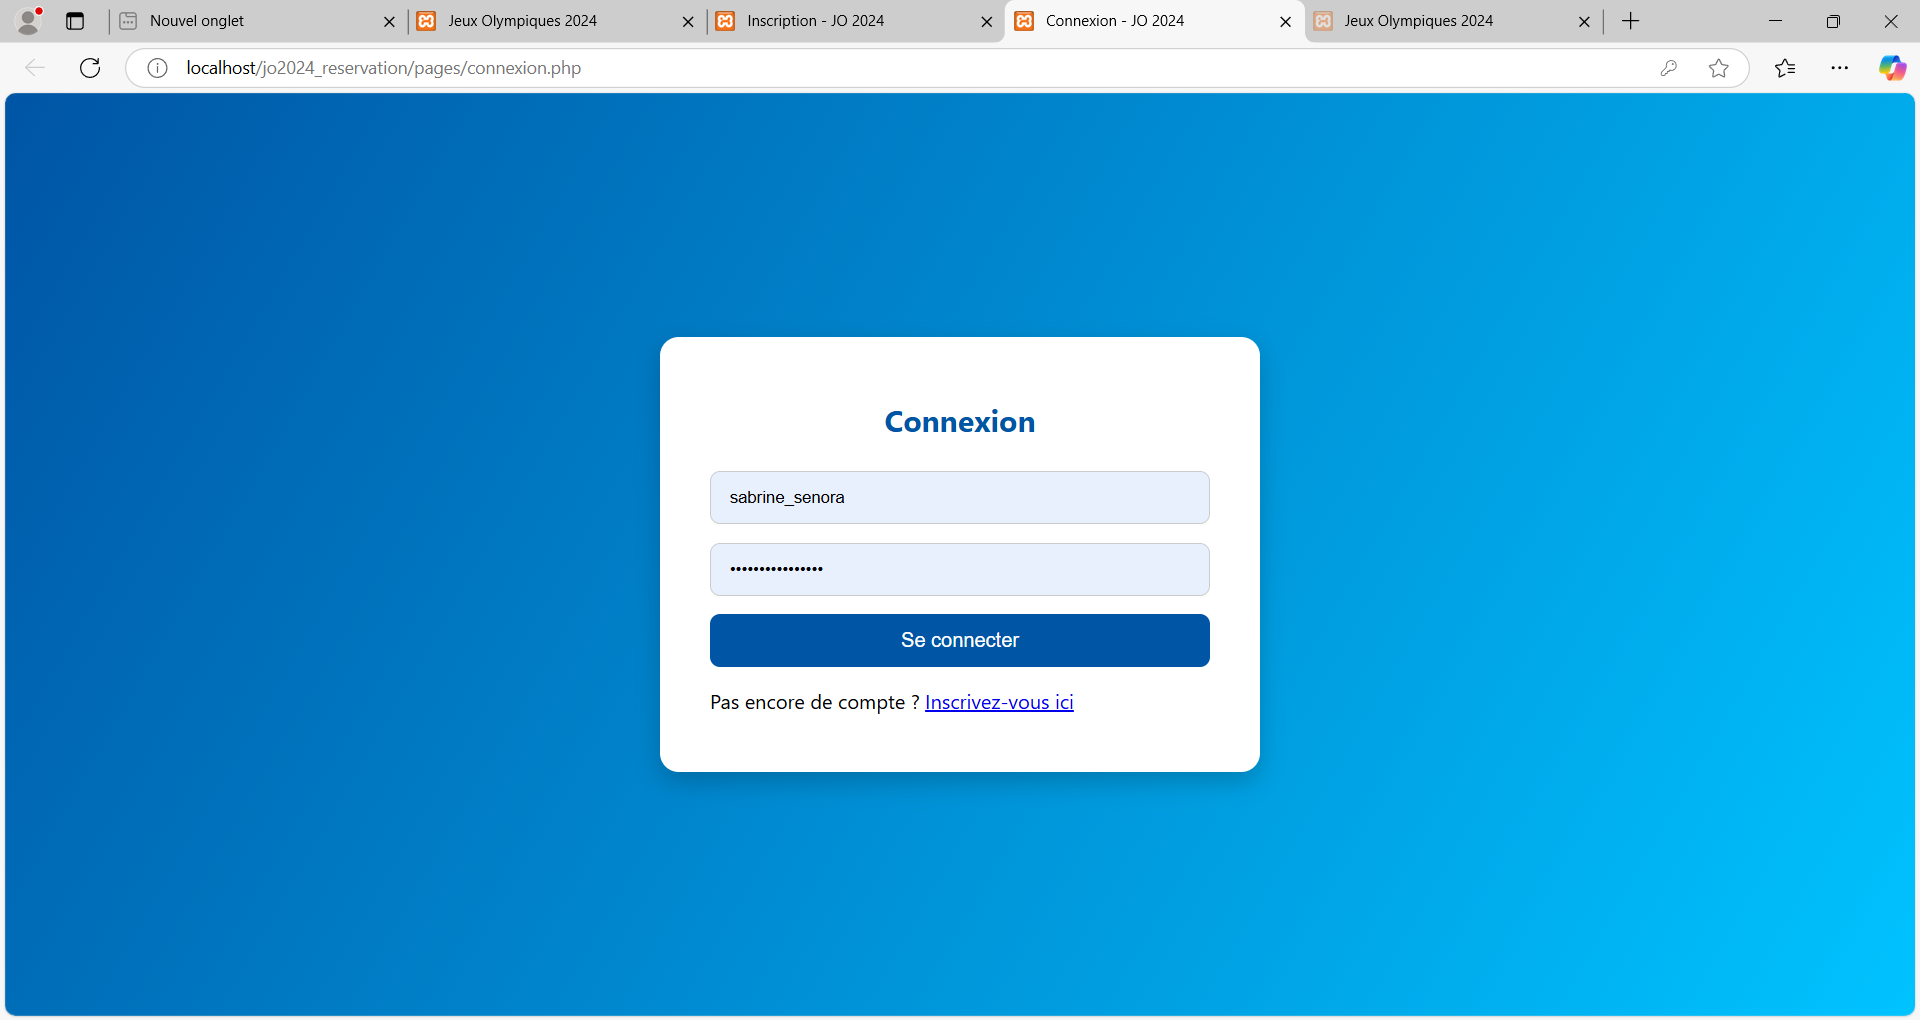 Nouvel onglet
Jeux Olympiques 2024
Inscription - JO 2024
Connexion - JO 2024
Jeux Olympiques 2024
localhost/jo2024_reservation/pages/connexion.php
Connexion
sabrine_senora
••••••••••••••••
Se connecter
Pas encore de compte ? Inscrivez-vous ici